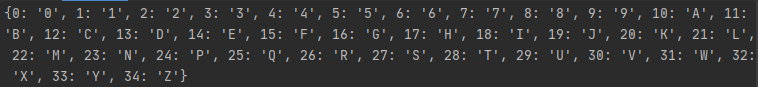 {0: '0', 1: '1', 2: '2', 3: '3', 4: '4', 5: '5', 6: '6', 7: '7', 8: '8', 9: '9', 10: 'A', 11:
'B', 12: 'C', 13: 'D', 14: 'E', 15: 'F', 16: 'G', 17: 'H', 18: 'I', 19: 'J', 20: 'K', 21: 'L',
22: 'M', 23: 'N', 24: 'P', 25: 'Q', 26: 'R', 27: 'S', 28: 'T', 29: 'U', 30: 'V', 31: 'W', 32:
'X', 33: 'Y', 34: 'Z'}